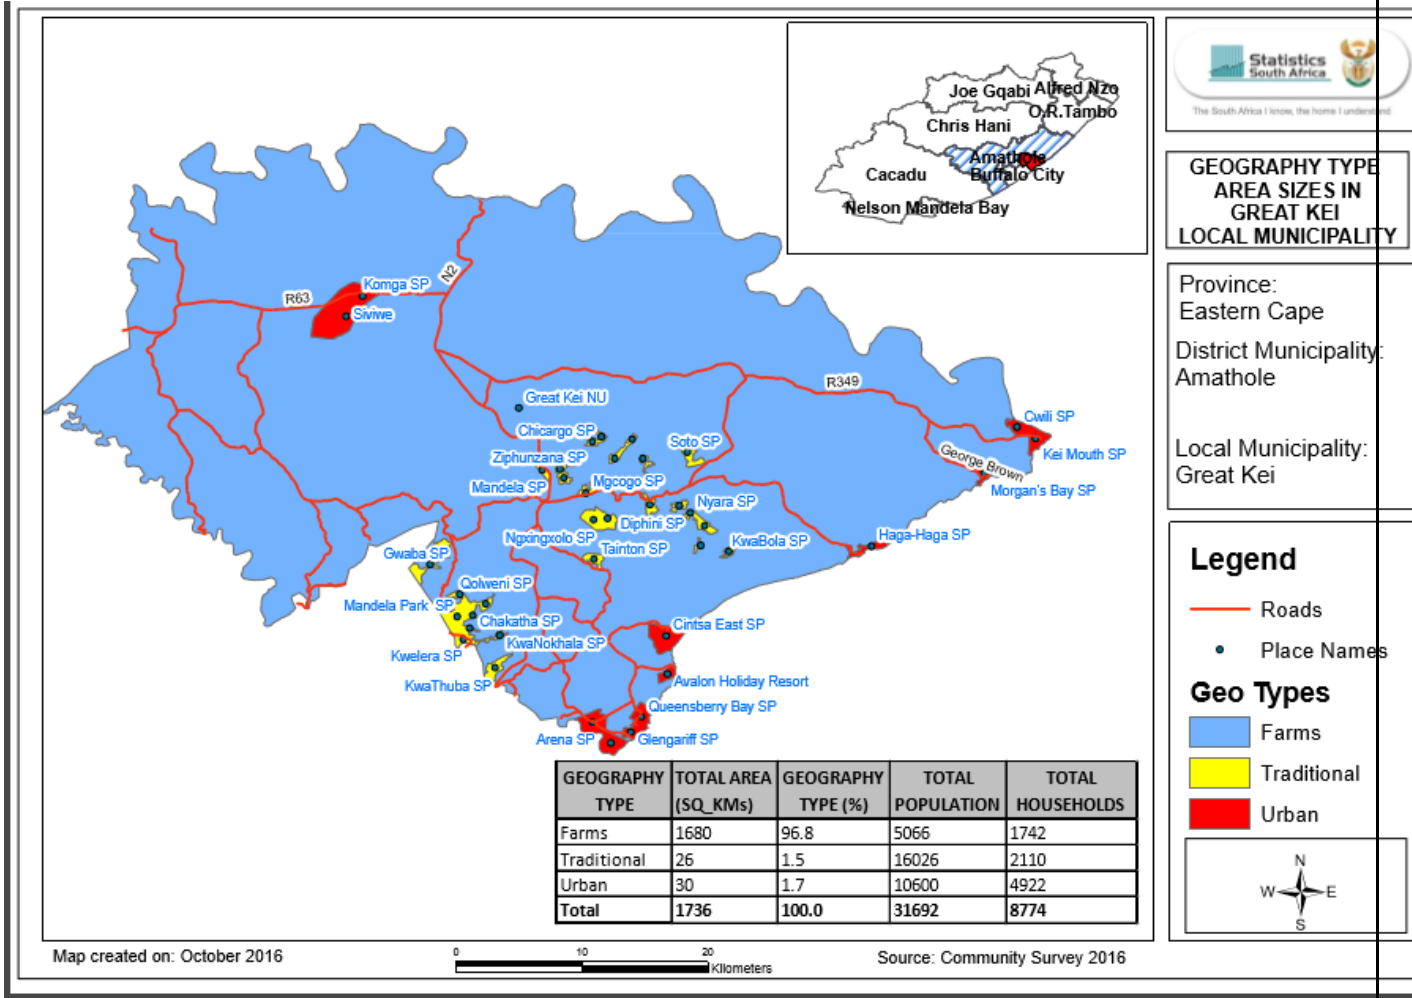 Joe Gqabi
Alfred Nzo
O.R.Tambo
Chris Hani
Amathole
Cacadu
Buffalo City
Nelson Mandela Bay
Statistics
South Africa
The South Africa I know, the home I understand
GEOGRAPHY TYPE
AREA SIZES IN
GREAT KEI
LOCAL MUNICIPALITY
Province:
Eastern Cape
District Municipality:
Amathole
Local Municipality:
Great Kei
Legend
Roads
Place Names
Geo Types
Farms
Traditional
Urban
N
W E
S
Komga SP
N2
R63
Siviwe
R349
Great Kei NU
Cwili SP
Chicargo SP
Soto SP
Kei Mouth SP
George Brown
Ziphunzana SP
Mandela SP
Mgcogo SP
Morgan's Bay SP
Nyara SP
Diphini SP
Ngxingxolo SP
Haga-Haga SP
KwaBola SP
Tainton SP
Gwaba SP
Qolweni SP
Mandela Park SP
Chakatha SP
Cintsa East SP
KwaNokhala SP
Kwelera SP
KwaThuba SP
Avalon Holiday Resort
Queensberry Bay SP
Arena SP
Glengariff SP
GEOGRAPHY TYPE TOTAL AREA (SQ_KMs) GEOGRAPHY TYPE (%) TOTAL POPULATION TOTAL HOUSEHOLDS
Farms 1680 96.8 5066 1742
Traditional 26 1.5 16026 2110
Urban 30 1.7 10600 4922
Total 1736 100.0 31692 8774
Map created on: October 2016
0 10 20
Kilometers
Source: Community Survey 2016